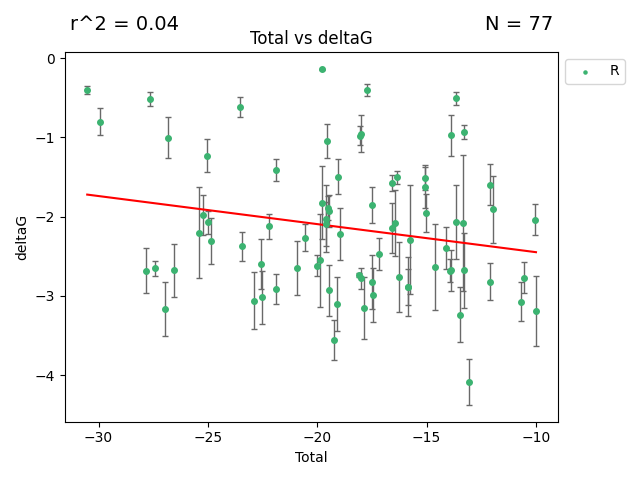 r^2 = 0.04
N = 77
Total vs deltaG
R
deltaG
0
−1
−2
−3
−4
−30
−25
−20
−15
−10
Total